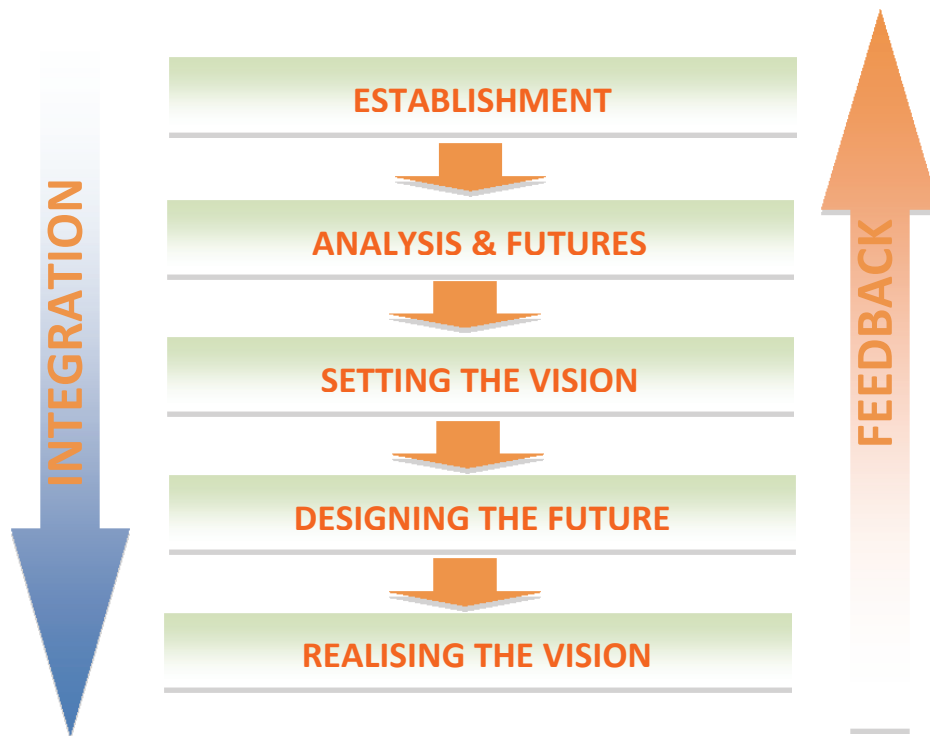 ESTABLISHMENT
ANALYSIS & FUTURES
SETTING THE VISION
DESIGNING THE FUTURE
REALISING THE VISION
INTEGRATION
FEEDBACK